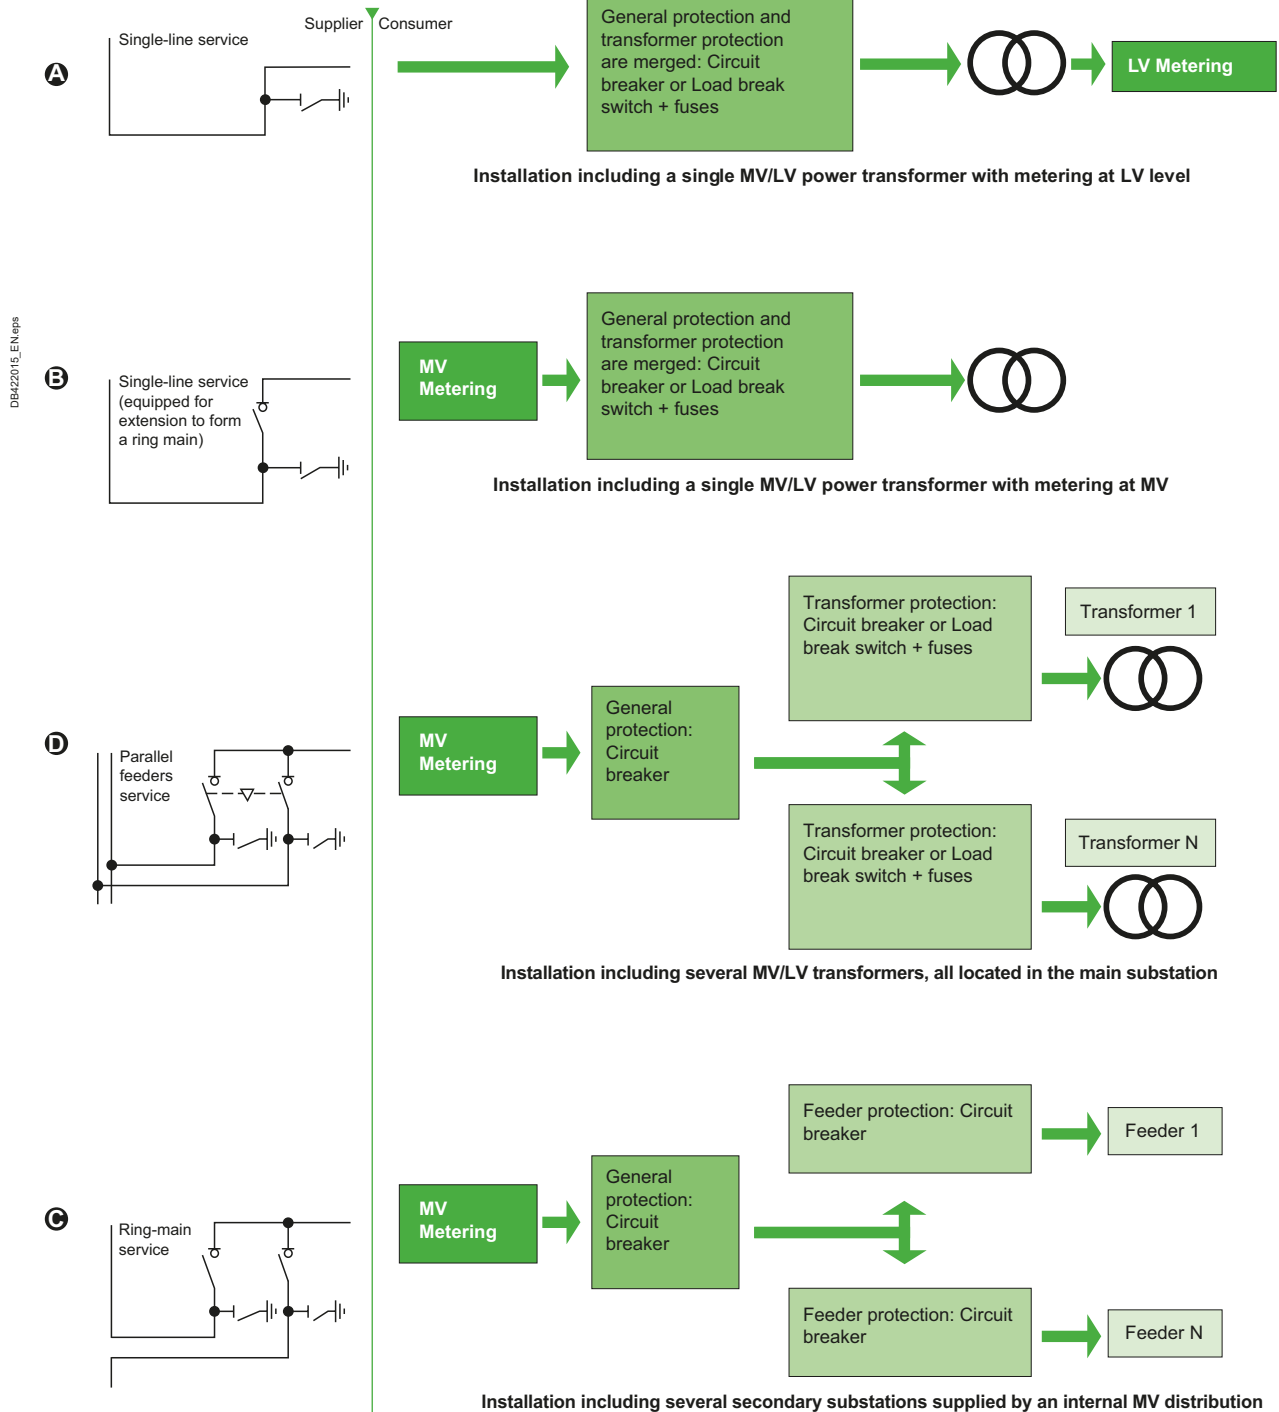 Supplier
Consumer
A
Single-line service
General protection and
transformer protection
are merged: Circuit
breaker or Load break
switch + fuses
LV Metering
Installation including a single MV/LV power transformer with metering at LV level
DB422015_EN.eps
B
Single-line service
(equipped for
extension to form
a ring main)
MV
Metering
General protection and
transformer protection
are merged: Circuit
breaker or Load break
switch + fuses
Installation including a single MV/LV power transformer with metering at MV
D
Parallel
feeders
service
MV
Metering
General
protection:
Circuit
breaker
Transformer protection:
Circuit breaker or Load
break switch + fuses
Transformer 1
Transformer protection:
Circuit breaker or Load
break switch + fuses
Transformer N
Installation including several MV/LV transformers, all located in the main substation
C
Ring-main
service
MV
Metering
General
protection:
Circuit
breaker
Feeder protection: Circuit
breaker
Feeder 1
Feeder protection: Circuit
breaker
Feeder N
Installation including several secondary substations supplied by an internal MV distribution